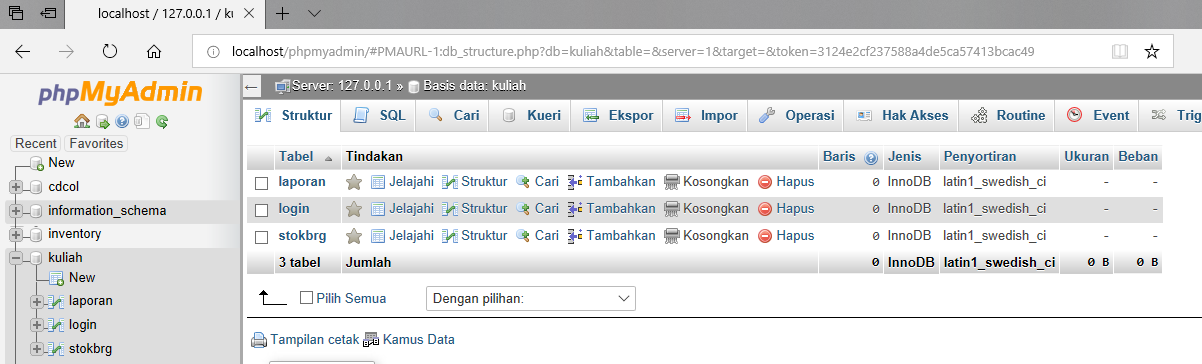 localhost / 127.0.0.1 / ku
localhost/phpmyadmin/#PMAURL-1:db_structure.php?db=kuliah&table=&server=1&target=&token=3124e2cf237588a4de5ca57413bcac49
phpMyAdmin
Recent Favorites
New
cdcol
information_schema
inventory
kuliah
New
laporan
login
stokbrg
Server: 127.0.0.1 » Basis data: kuliah
Struktur SQL Cari Kueri Ekspor Impor Operasi Hak Akses Routine Event Trig
Tabel Tindakan Baris Jenis Penyortiran Ukuran Beban
laporan Jelajahi Struktur Cari Tambahkan Kosongkan Hapus 0 InnoDB latin1_swedish_ci - -
login Jelajahi Struktur Cari Tambahkan Kosongkan Hapus 0 InnoDB latin1_swedish_ci - -
stokbrg Jelajahi Struktur Cari Tambahkan Kosongkan Hapus 0 InnoDB latin1_swedish_ci - -
3 tabel Jumlah 0 InnoDB latin1_swedish_ci 0 B 0 B
Pilih Semua Dengan pilihan:
Tampilan cetak Kamus Data